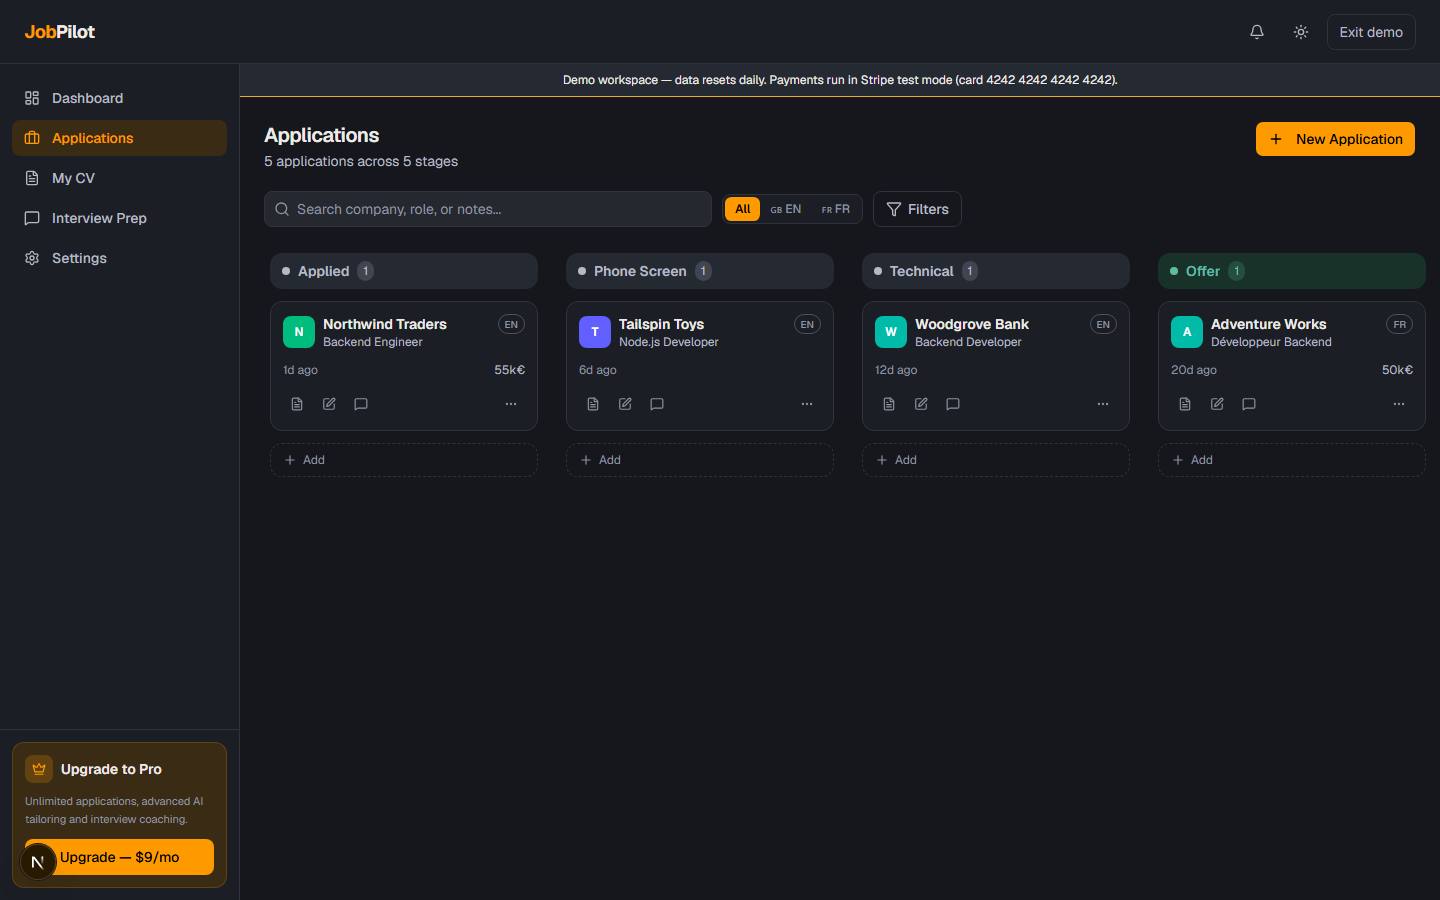 JobPilot
Exit demo
Dashboard
Applications
My CV
Interview Prep
Settings
Demo workspace — data resets daily. Payments run in Stripe test mode (card 4242 4242 4242 4242).
Applications
5 applications across 5 stages
New Application
Search company, role, or notes...
All GB EN FR FR
Filters
Applied 1
Northwind Traders EN
Backend Engineer
1d ago 55k€
Add
Phone Screen 1
T Tailspin Toys EN
Node.js Developer
6d ago
Add
Technical 1
W Woodgrove Bank EN
Backend Developer
12d ago
Add
Offer 1
A Adventure Works FR
Développeur Backend
20d ago 50k€
Add
Upgrade to Pro
Unlimited applications, advanced AI
tailoring and interview coaching.
N Upgrade — $9/mo